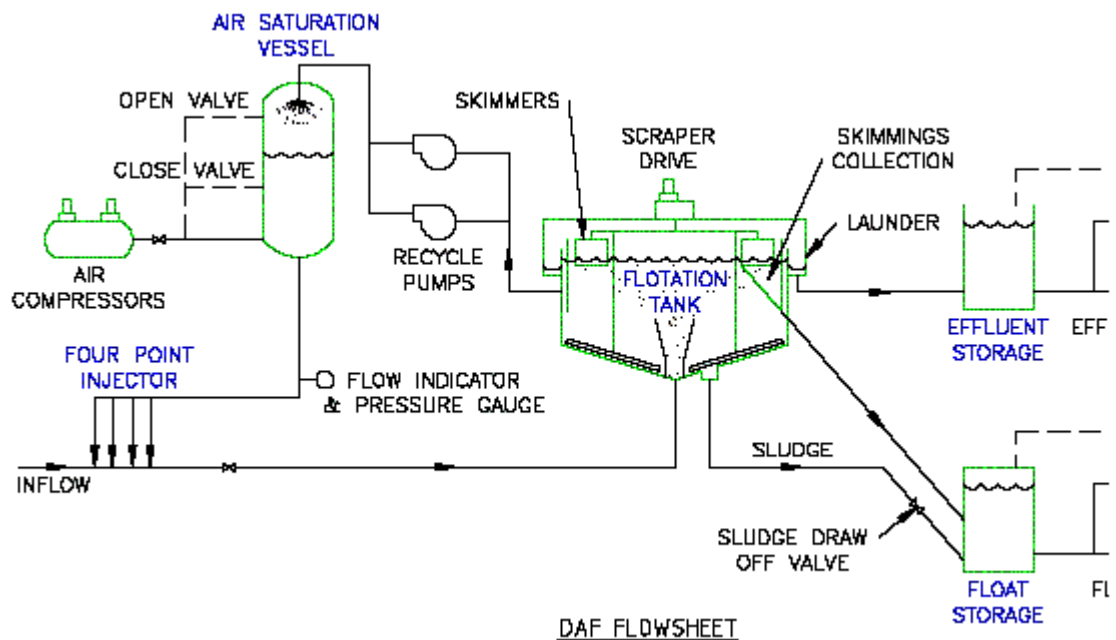 AIR SATURATION
VESSEL
OPEN VALVE
CLOSE VALVE
AIR
COMPRESSORS
SKIMMERS
SCRAPER
DRIVE
SKIMMINGS
COLLECTION
LAUNDER
RECYCLE
PUMPS
FLOTATION
TANK
EFFLUENT
STORAGE
EFF
FOUR POINT
INJECTOR
FLOW INDICATOR
& PRESSURE GAUGE
INFLOW
SLUDGE
SLUDGE DRAW
OFF VALVE
FLOAT
STORAGE
FL
DAF FLOWSHEET